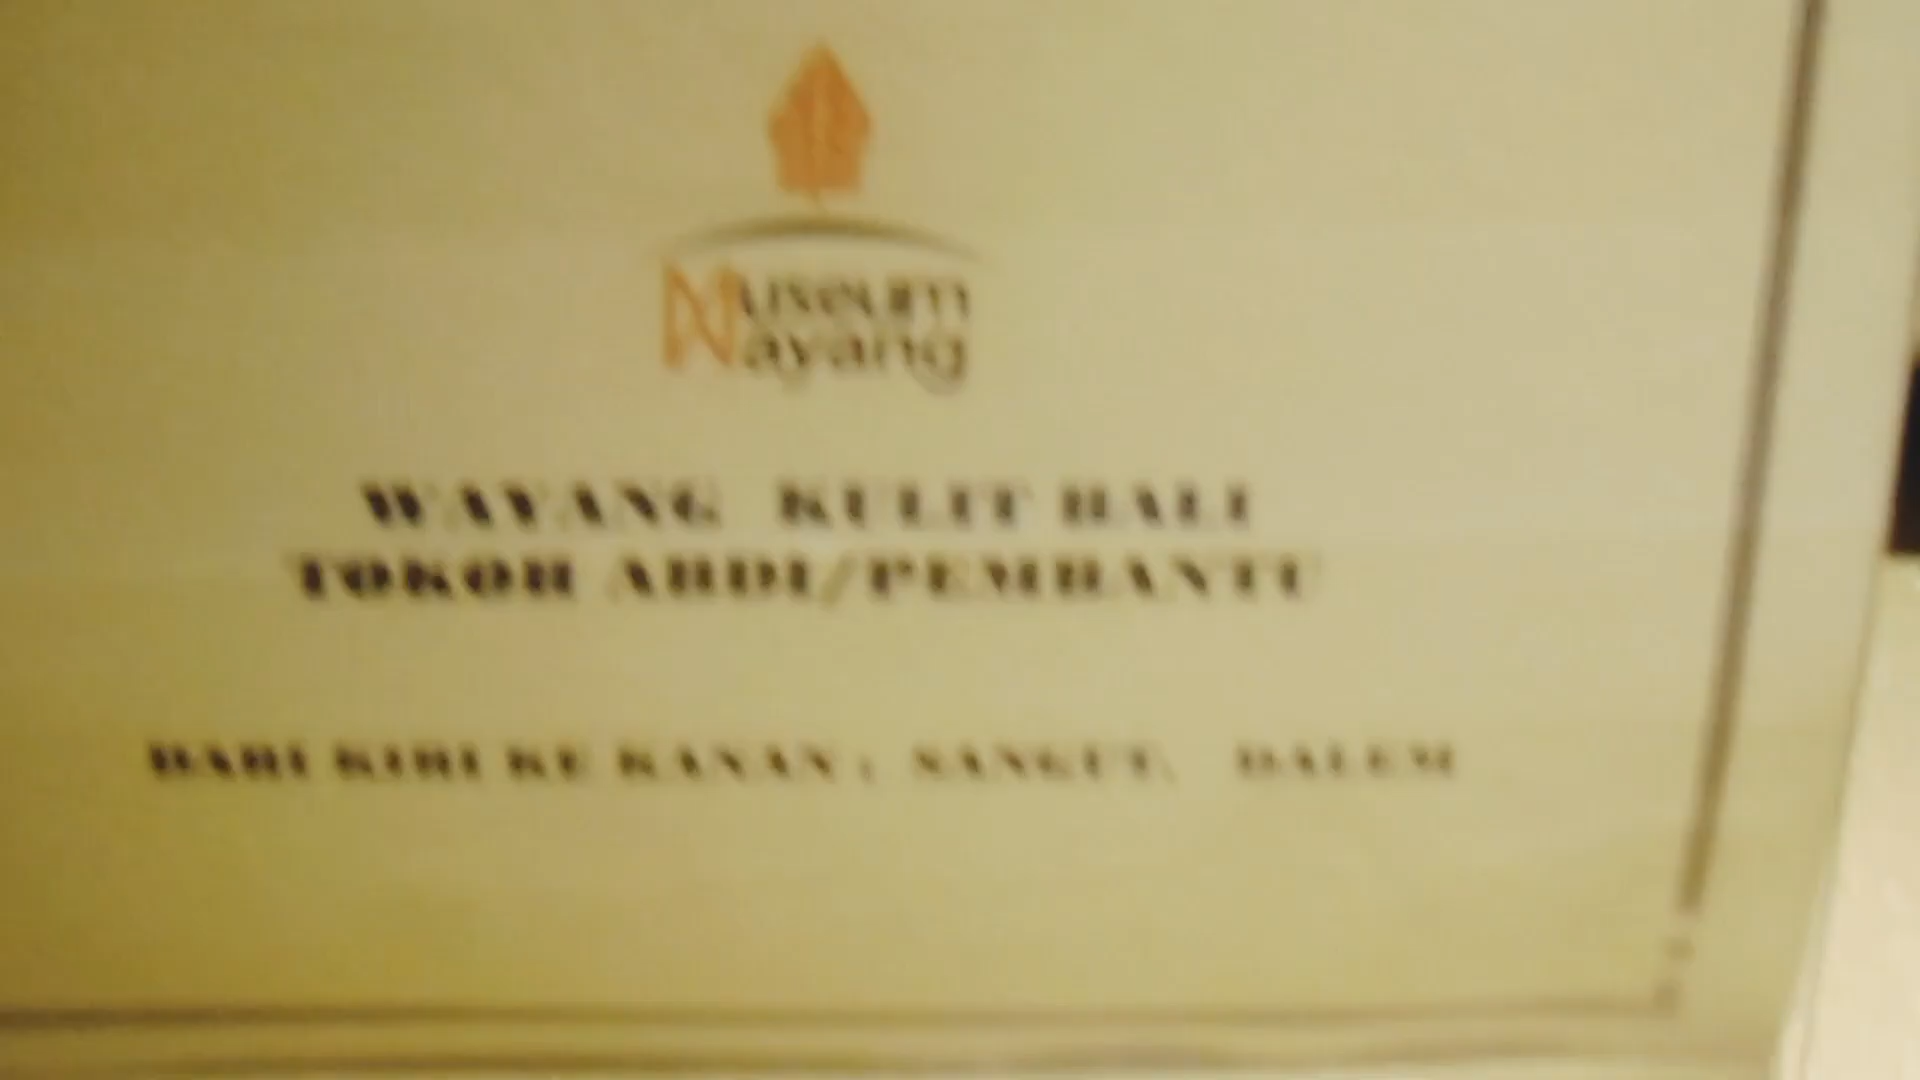 Museum
Wayang
WAYANG KULIT BALI
TOKOH ABDI/PEMBANTU
DARI KIRI KE KANAN : SANGUT, DALEM